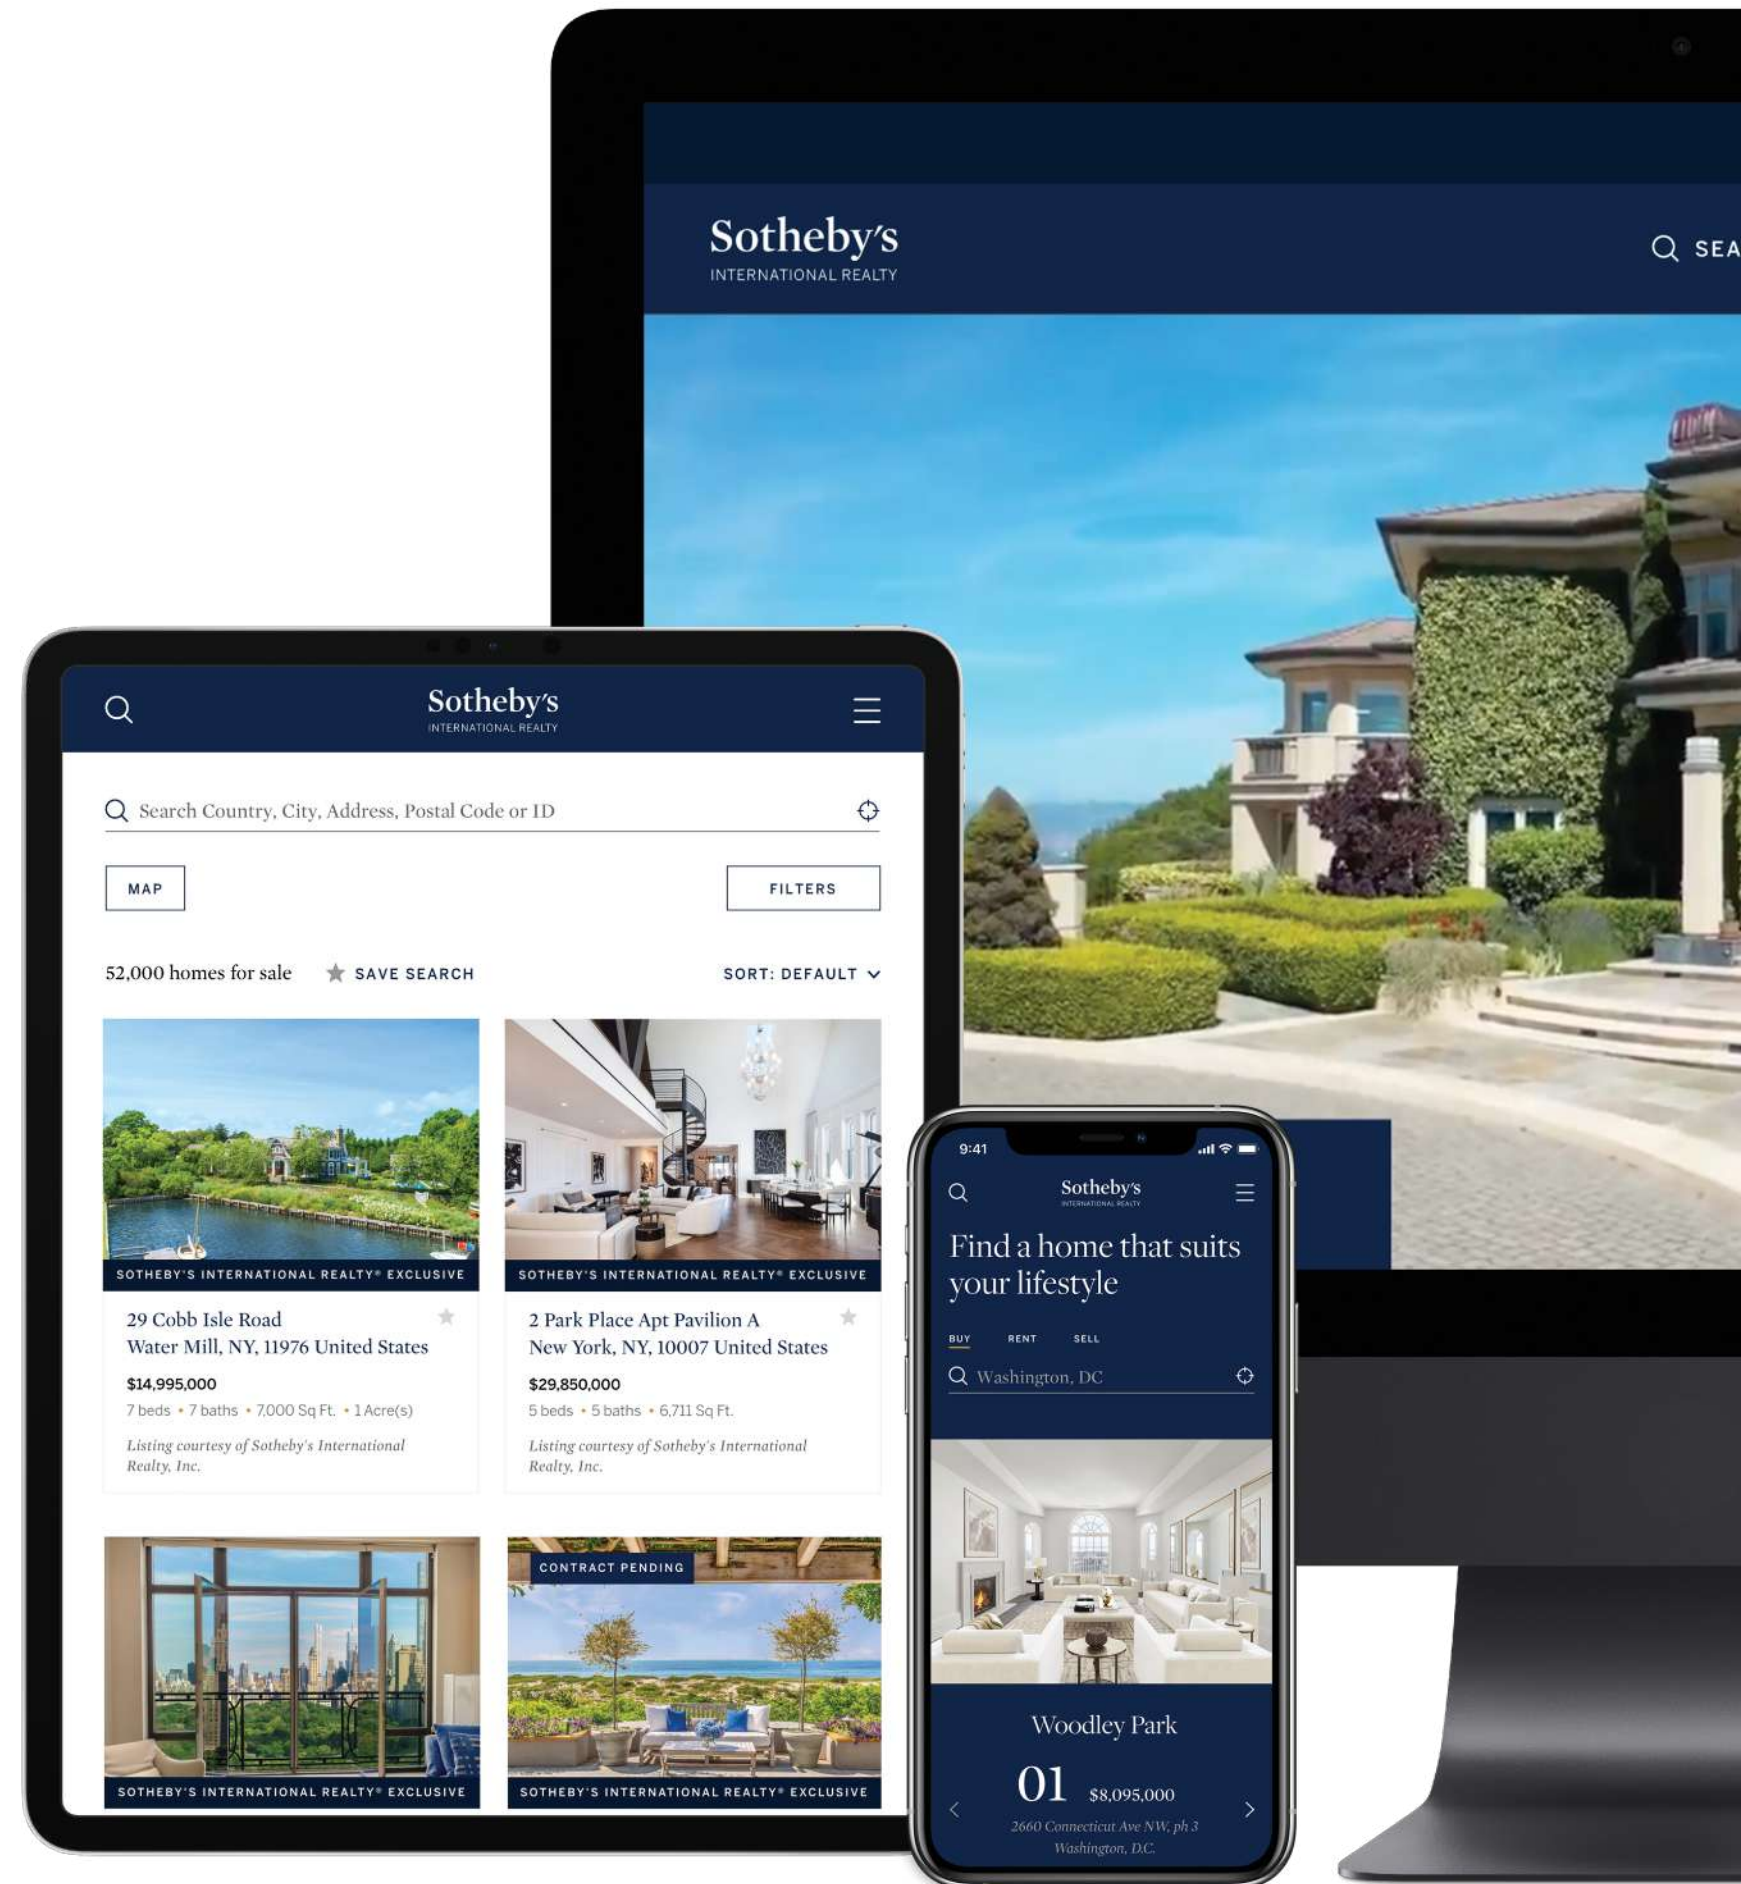 Sotheby's
INTERNATIONAL REALTY
SEA
Sotheby's
INTERNATIONAL REALTY
Search Country, City, Address, Postal Code or ID
MAP
FILTERS
52,000 homes for sale
SAVE SEARCH
SORT: DEFAULT
SOTHEBY'S INTERNATIONAL REALTY® EXCLUSIVE
29 Cobb Isle Road
Water Mill, NY, 11976 United States
$14,995,000
7 beds • 7 baths • 7,000 Sq Ft. • 1 Acre(s)
Listing courtesy of Sotheby's International
Realty, Inc.
SOTHEBY'S INTERNATIONAL REALTY® EXCLUSIVE
2 Park Place Apt Pavilion A
New York, NY, 10007 United States
$29,850,000
5 beds • 5 baths • 6,711 Sq Ft.
Listing courtesy of Sotheby's International
Realty, Inc.
SOTHEBY'S INTERNATIONAL REALTY® EXCLUSIVE
CONTRACT PENDING
SOTHEBY'S INTERNATIONAL REALTY® EXCLUSIVE
9:41
Sotheby's
INTERNATIONAL REALTY
Find a home that suits
your lifestyle
BUY RENT SELL
Washington, DC
Woodley Park
01 $8,095,000
2660 Connecticut Ave NW, ph 3
Washington, D.C.